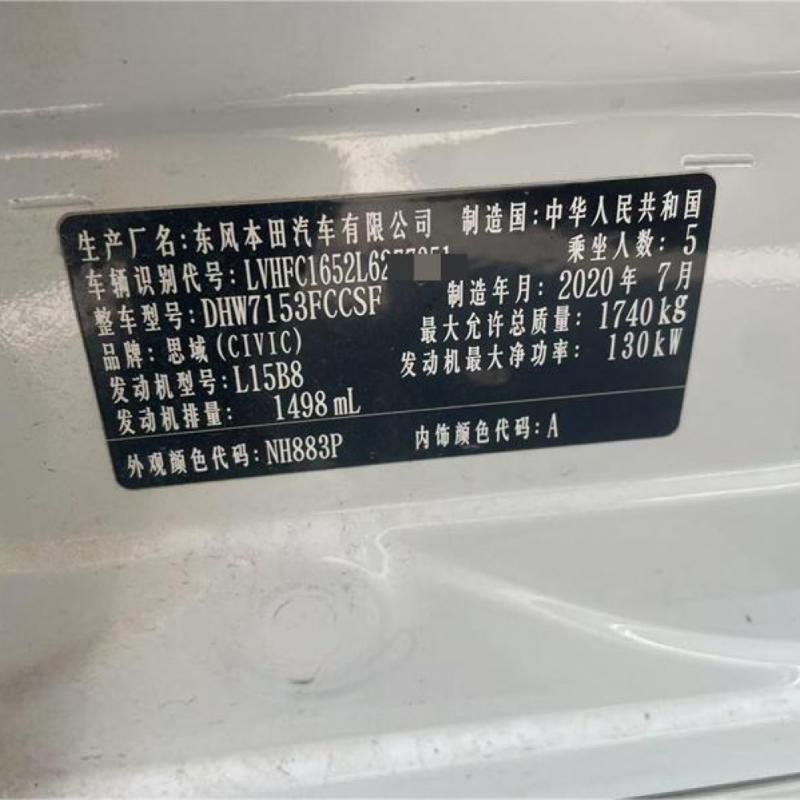 生产厂名:东风本田汽车有限公司 制造国:中华人民共和国
车辆识别代号:LVHFC1652L6 乘坐人数:5
整车型号:DHW7153FCCSF 制造年月:2020年7月
品牌:思域(CIVIC) 最大允许总质量:1740kg
发动机型号:L15B8 发动机最大净功率:130kW
发动机排量: 1498mL
外观颜色代码:NH883P 内饰颜色代码:A